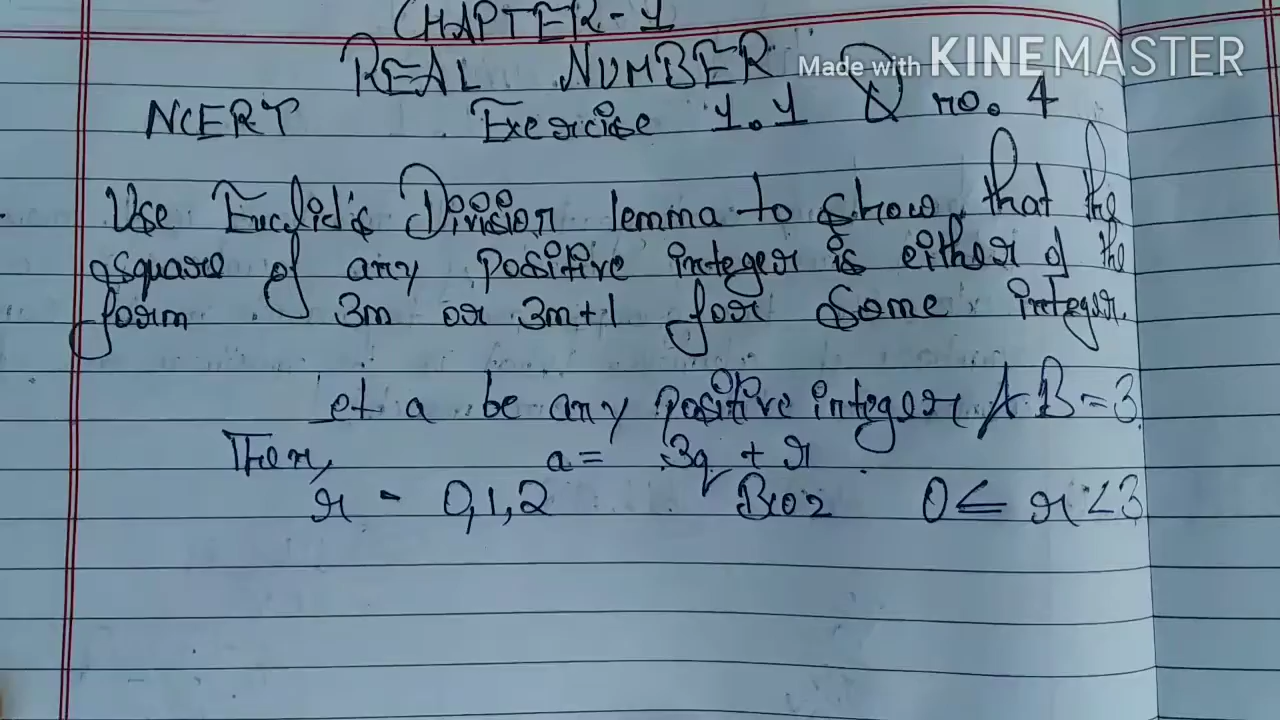 CHAPTER-1
REAL NUMBER
Made with KINEMASTER
NCERT Exercise 1.1 Q no. 4
Use Euclid's Division lemma to show that the
square of any positive integer is either of the
form 3m or 3m+1 for some integer.
et a be any positive integer & B=3
Then, a= 3q + r
r - 0,1,2 Bcoz 0≤ r <3